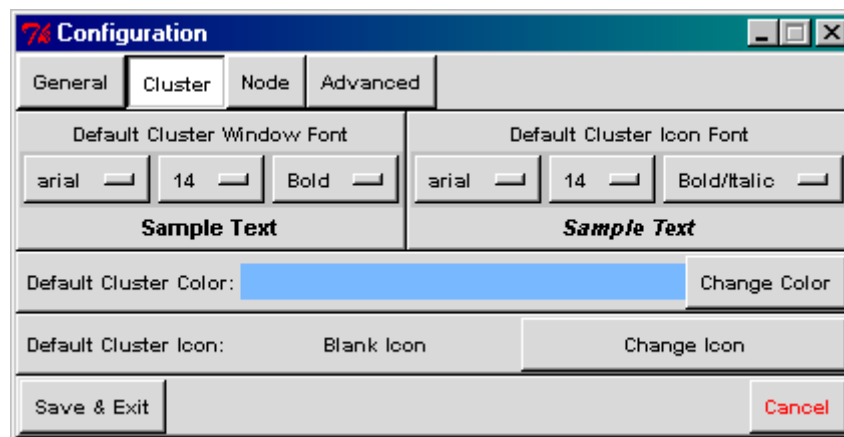 Configuration
General Cluster Node Advanced
Default Cluster Window Font Default Cluster Icon Font
arial 14 Bold arial 14 Bold/Italic
Sample Text Sample Text
Default Cluster Color: Change Color
Default Cluster Icon: Blank Icon Change Icon
Save & Exit Cancel